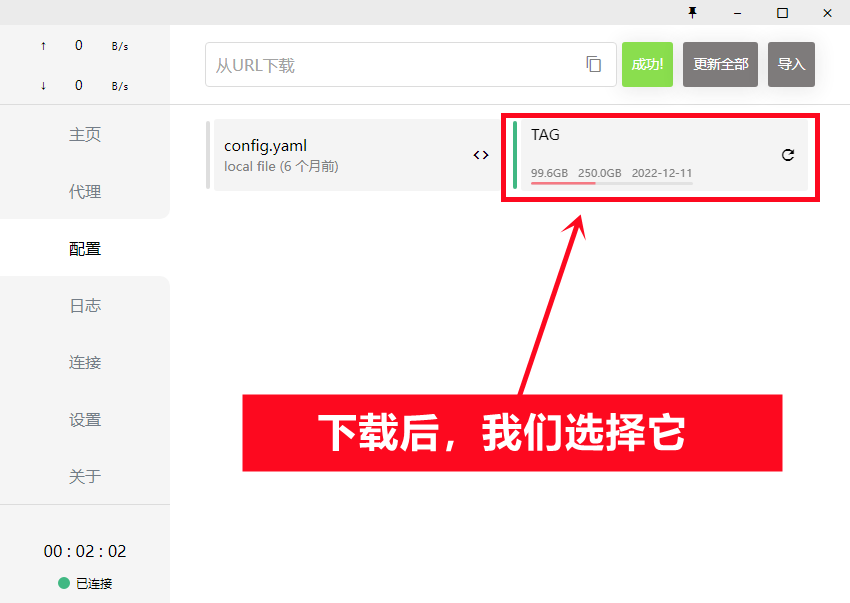 ↑ 0 B/s
↓ 0 B/s
主页
代理
配置
日志
连接
设置
关于
00 : 02 : 02
已连接
从URL下载
成功!
更新全部
导入
config.yaml
local file (6 个月前)
TAG
99.6GB 250.0GB 2022-12-11
下载后，我们选择它